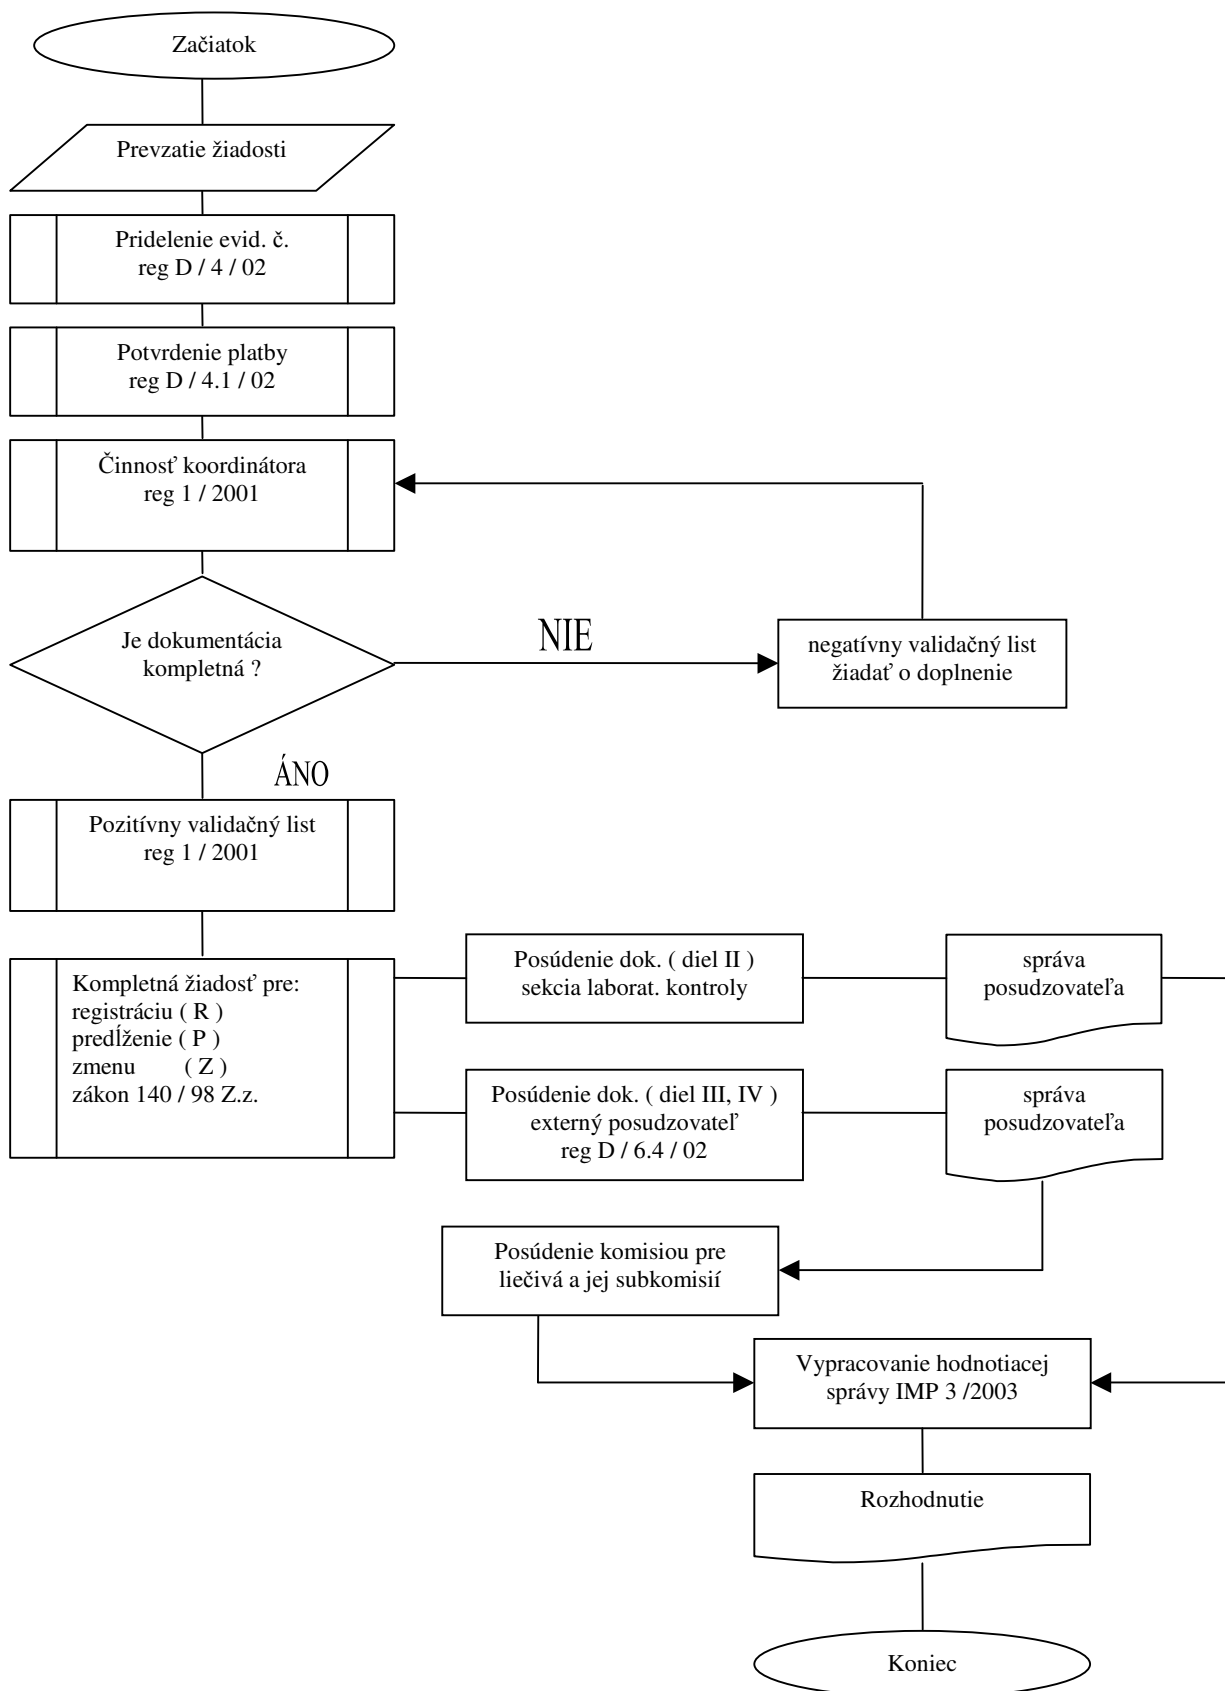 Začiatok
Prevzatie žiadosti
Pridelenie evid. č.
reg D / 4 / 02
Potvrdenie platby
reg D / 4.1 / 02
Činnosť koordinátora
reg 1 / 2001
Je dokumentácia
kompletná ?
NIE
negatívny validačný list
žiadať o doplnenie
ÁNO
Pozitívny validačný list
reg 1 / 2001
Kompletná žiadosť pre:
registráciu ( R )
predĺženie ( P )
zmenu ( Z )
zákon 140 / 98 Z.z.
Posúdenie dok. ( diel II )
sekcia laborat. kontroly
správa
posudzovateľa
Posúdenie dok. ( diel III, IV )
externý posudzovateľ
reg D / 6.4 / 02
správa
posudzovateľa
Posúdenie komisiou pre
liečivá a jej subkomisií
Vypracovanie hodnotiacej
správy IMP 3 /2003
Rozhodnutie
Koniec